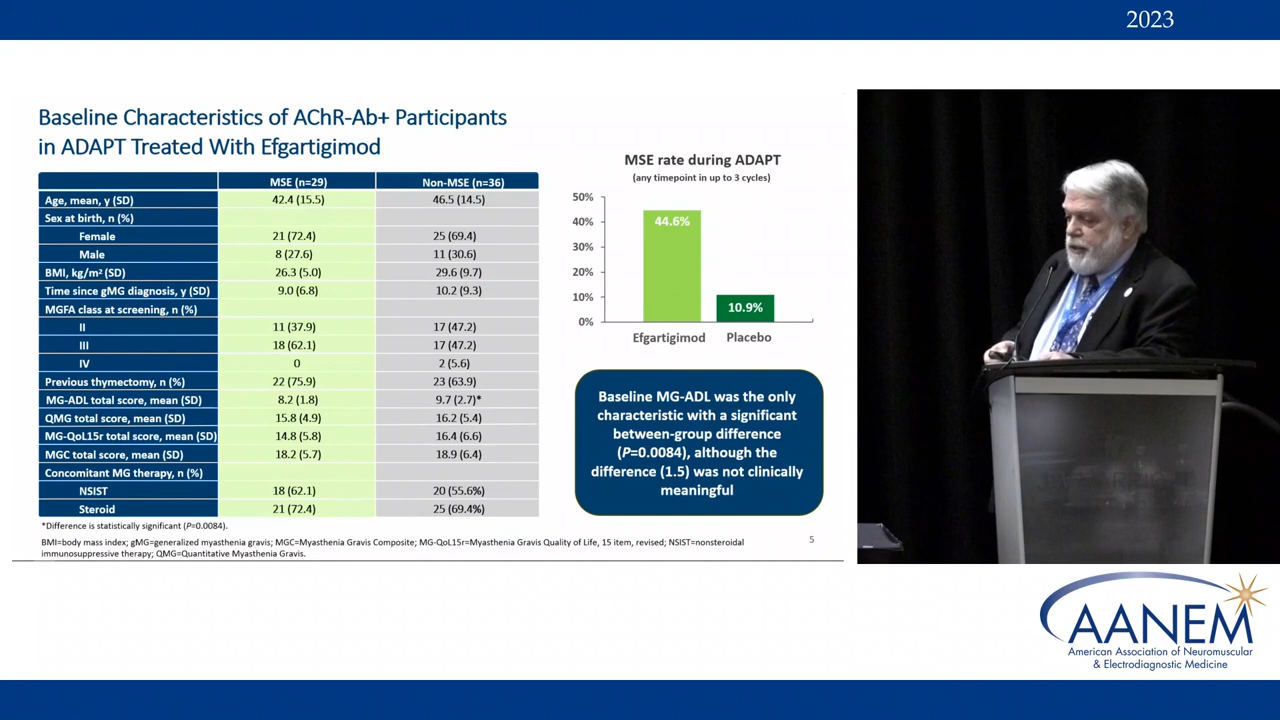 2023
Baseline Characteristics of AChR-Ab+ Participants
in ADAPT Treated With Efgartigimod
MSE (n=29) Non-MSE (n=36)
Age, mean, y (SD) 42.4 (15.5) 46.5 (14.5)
Sex at birth, n (%)
Female 21 (72.4) 25 (69.4)
Male 8 (27.6) 11 (30.6)
BMI, kg/m² (SD) 26.3 (5.0) 29.6 (9.7)
Time since gMG diagnosis, y (SD) 9.0 (6.8) 10.2 (9.3)
MGFA class at screening, n (%)
II 11 (37.9) 17 (47.2)
III 18 (62.1) 17 (47.2)
IV 0 2 (5.6)
Previous thymectomy, n (%) 22 (75.9) 23 (63.9)
MG-ADL total score, mean (SD) 8.2 (1.8) 9.7 (2.7)*
QMG total score, mean (SD) 15.8 (4.9) 16.2 (5.4)
MG-QoL15r total score, mean (SD) 14.8 (5.8) 16.4 (6.6)
MGC total score, mean (SD) 18.2 (5.7) 18.9 (6.4)
Concomitant MG therapy, n (%)
NSIST 18 (62.1) 20 (55.6%)
Steroid 21 (72.4) 25 (69.4%)
*Difference is statistically significant (P=0.0084).
BMI=body mass index; gMG=generalized myasthenia gravis; MGC=Myasthenia Gravis Composite; MG-QoL15r=Myasthenia Gravis Quality of Life, 15 item, revised; NSIST=nonsteroidal
immunosuppressive therapy; QMG=Quantitative Myasthenia Gravis.
MSE rate during ADAPT
(any timepoint in up to 3 cycles)
50%
40%
30%
20%
10%
0%
44.6%
10.9%
Efgartigimod Placebo
Baseline MG-ADL was the only
characteristic with a significant
between-group difference
(P=0.0084), although the
difference (1.5) was not clinically
meaningful
5
AANEM
American Association of Neuromuscular
& Electrodiagnostic Medicine